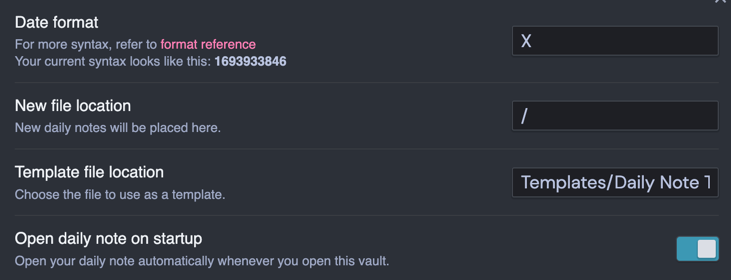 Date format
For more syntax, refer to format reference
Your current syntax looks like this: 1693933846
X
New file location
New daily notes will be placed here.
/
Template file location
Choose the file to use as a template.
Templates/Daily Note
Open daily note on startup
Open your daily note automatically whenever you open this vault.